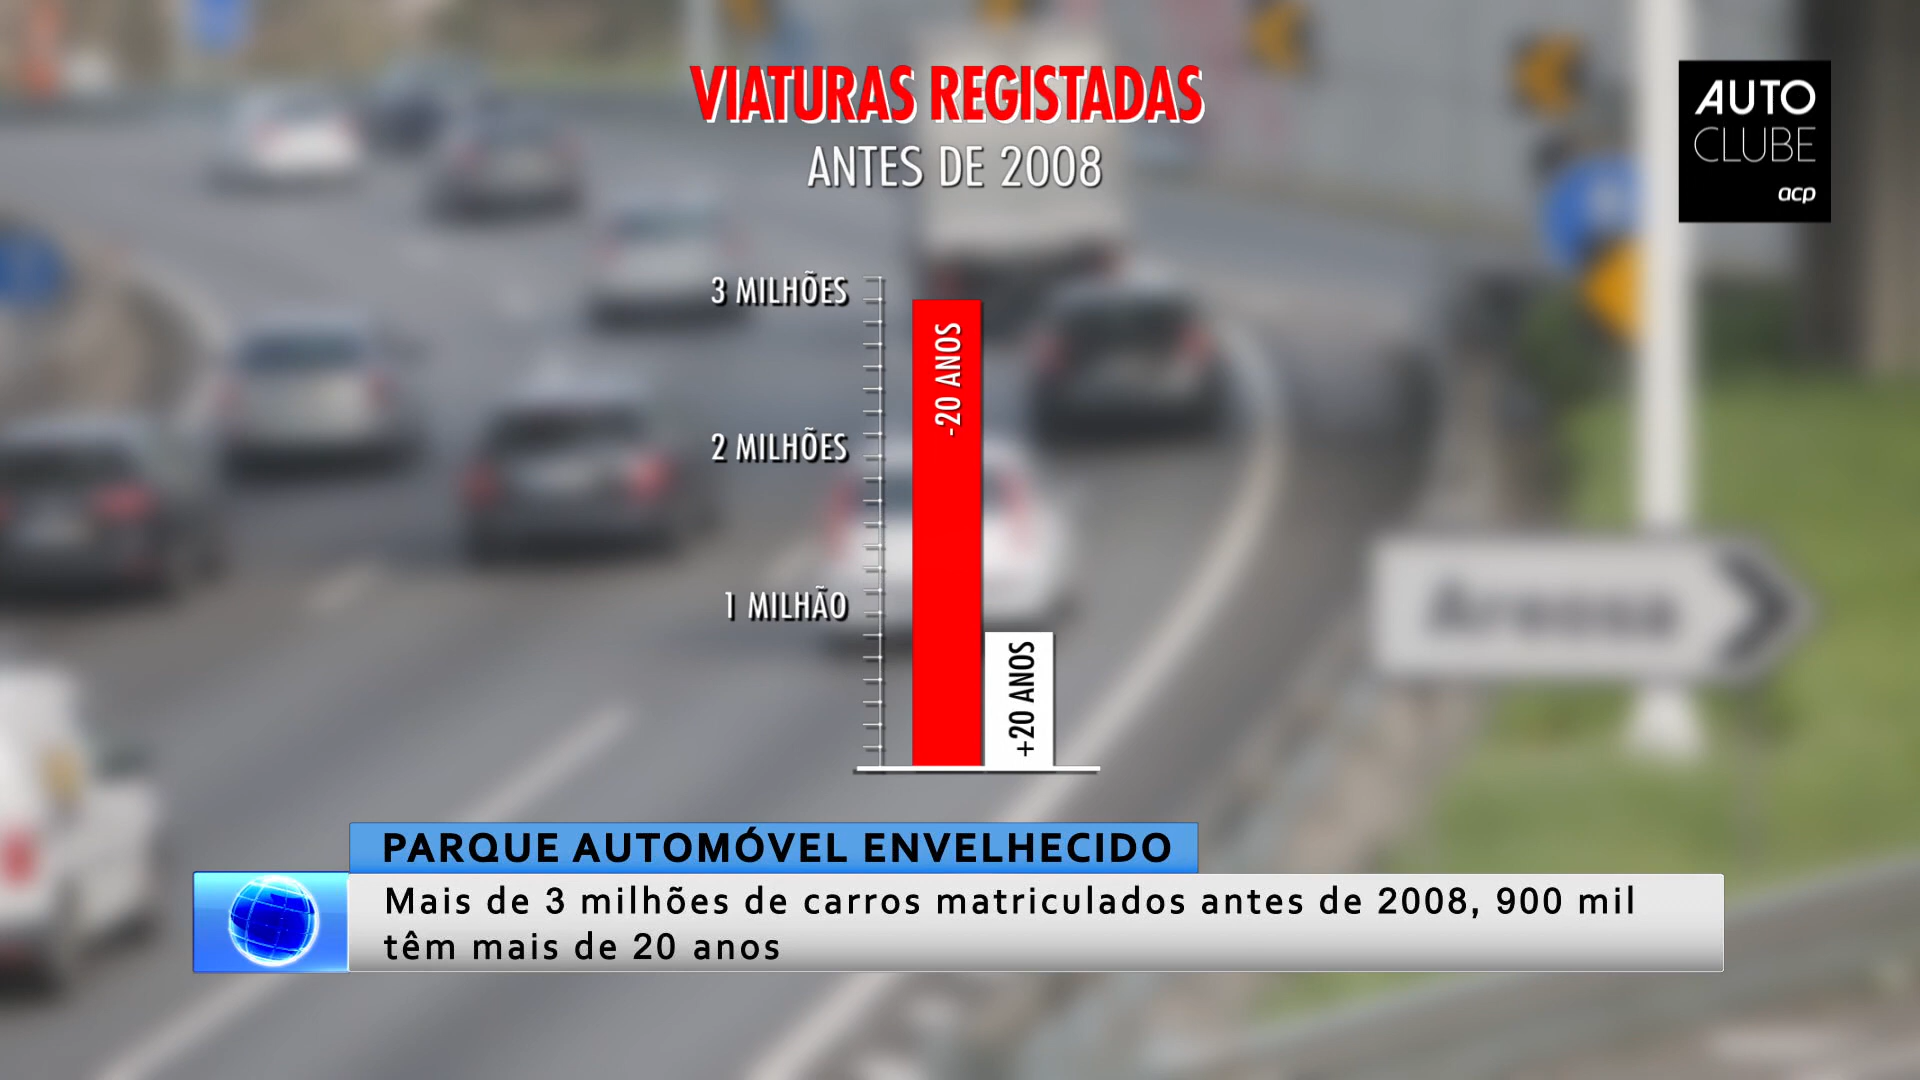 VIATURAS REGISTADAS
ANTES DE 2008
AUTO
CLUBE
acp
3 MILHÕES
2 MILHÕES
1 MILHÃO
-20 ANOS
+20 ANOS
PARQUE AUTOMÓVEL ENVELHECIDO
Mais de 3 milhões de carros matriculados antes de 2008, 900 mil
têm mais de 20 anos